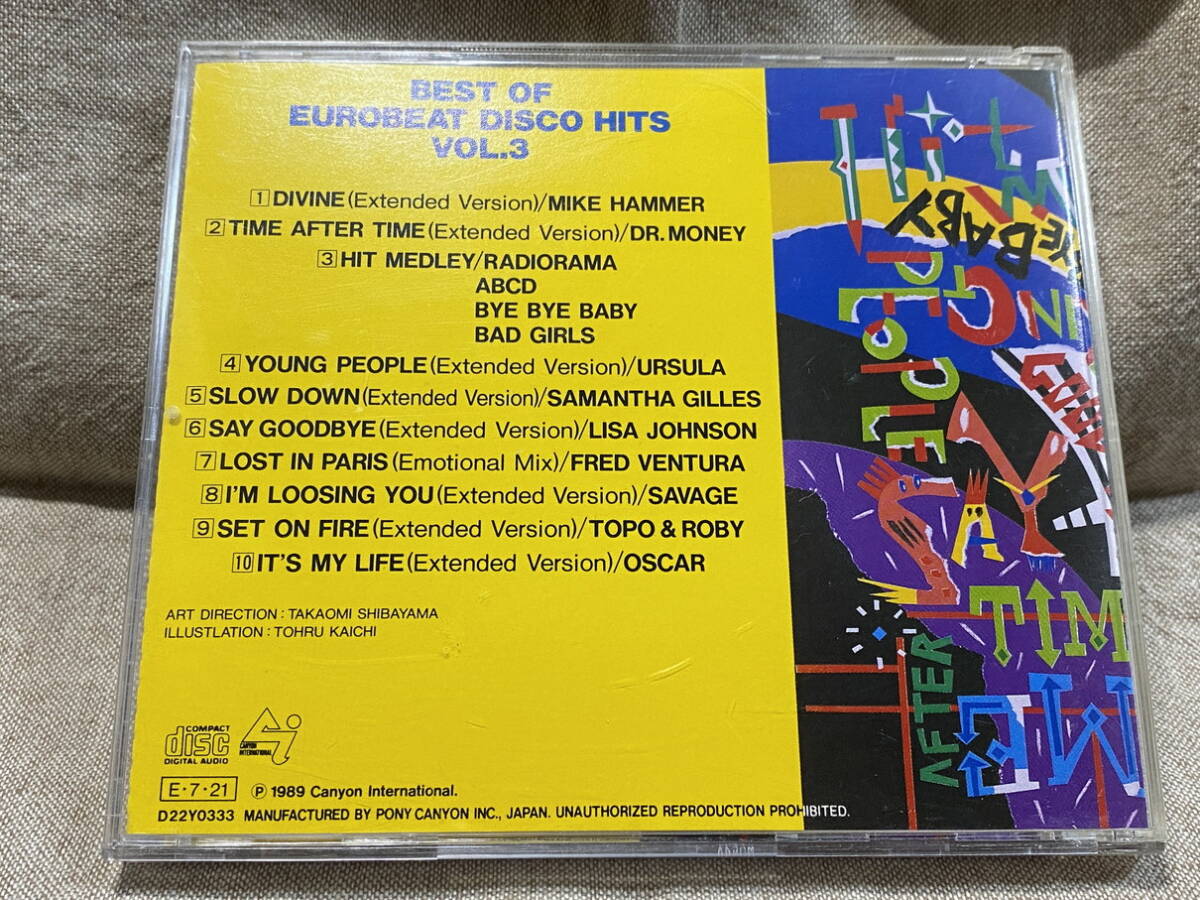 BEST OF
EUROBEAT DISCO HITS
VOL.3
1 DIVINE (Extended Version)/MIKE HAMMER
2 TIME AFTER TIME (Extended Version)/DR. MONEY
3 HIT MEDLEY/RADIORAMA
ABCD
BYE BYE BABY
BAD GIRLS
4 YOUNG PEOPLE (Extended Version)/URSULA
5 SLOW DOWN (Extended Version)/SAMANTHA GILLES
6 SAY GOODBYE (Extended Version)/LISA JOHNSON
7 LOST IN PARIS (Emotional Mix)/FRED VENTURA
8 I'M LOOSING YOU (Extended Version)/SAVAGE
9 SET ON FIRE (Extended Version)/TOPO & ROBY
10 IT'S MY LIFE (Extended Version)/OSCAR
ART DIRECTION : TAKAOMI SHIBAYAMA
ILLUSTLATION : TOHRU KAICHI
COMPACT
disc
DIGITAL AUDIO
CANYON
INTERNATIONAL
E・7・21 Ⓟ 1989 Canyon International.
D22Y0333 MANUFACTURED BY PONY CANYON INC., JAPAN. UNAUTHORIZED REPRODUCTION PROHIBITED.
BABY
PEOPLE
SAY
TIM
AFTER